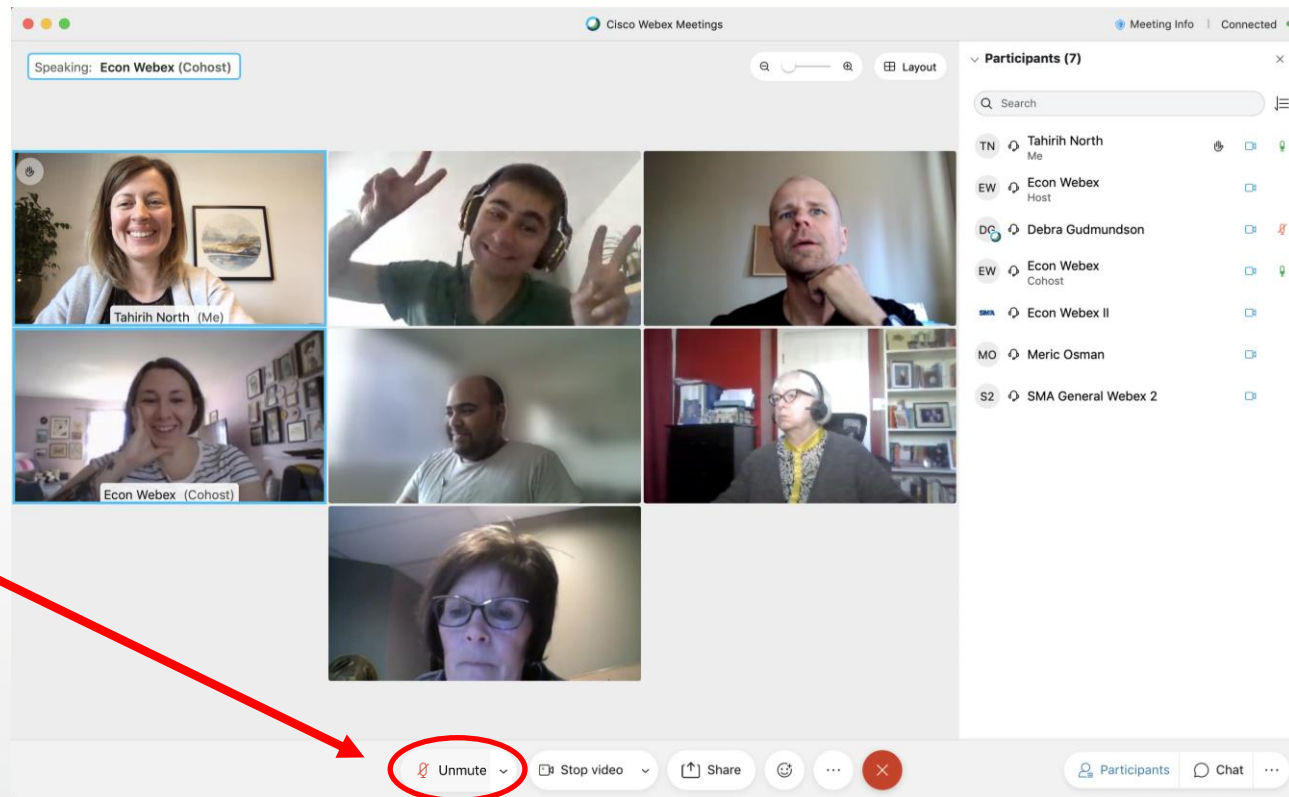 Cisco Webex Meetings
Meeting Info
Connected
Speaking: Econ Webex (Cohost)
Layout
Participants (7)
Search
TN Tahirih North
Me
EW Econ Webex
Host
DG Debra Gudmundson
EW Econ Webex
Cohost
SMA Econ Webex II
MO Meric Osman
S2 SMA General Webex 2
Tahirih North (Me)
Econ Webex (Cohost)
Unmute
Stop video
Share
Participants
Chat